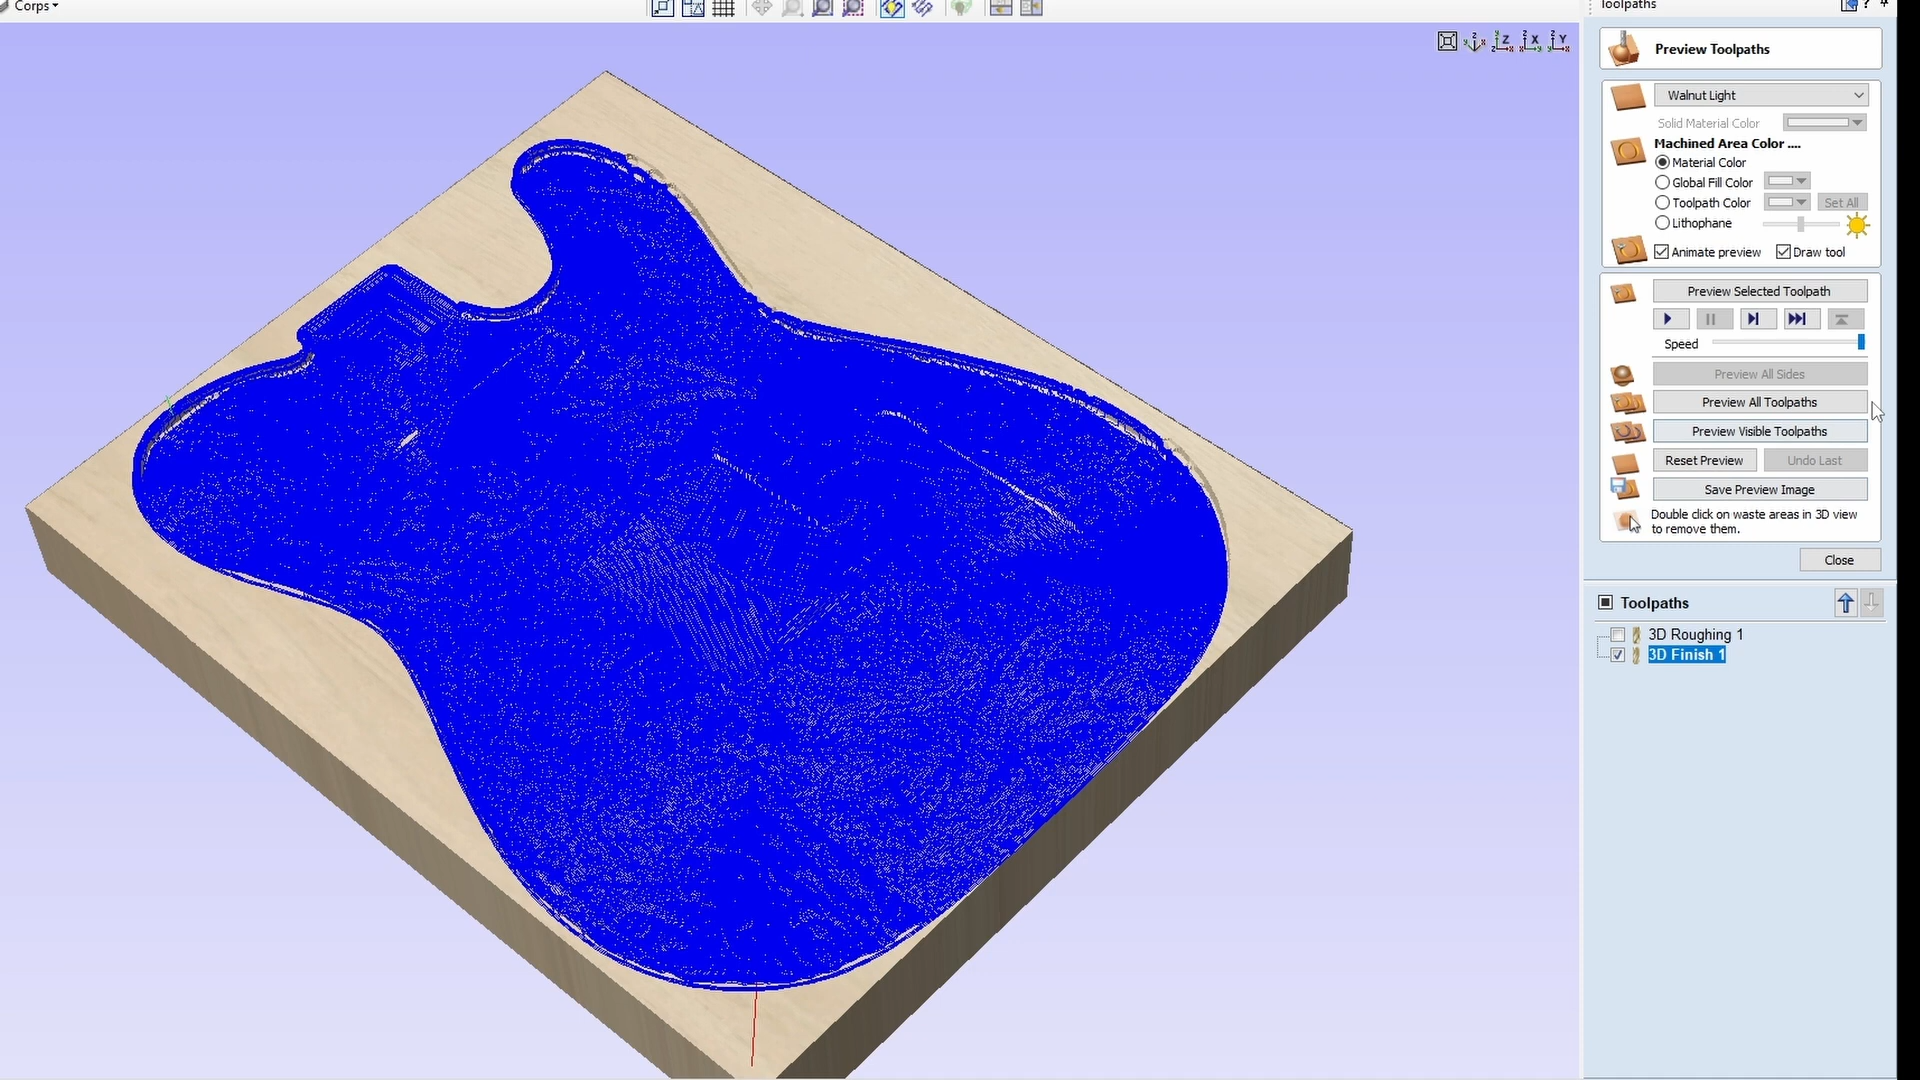 Corps
Toolpaths
Preview Toolpaths
Walnut Light
Solid Material Color
Machined Area Color ....
Material Color
Global Fill Color
Toolpath Color
Set All
Lithophane
Animate preview
Draw tool
Preview Selected Toolpath
Speed
Preview All Sides
Preview All Toolpaths
Preview Visible Toolpaths
Reset Preview
Undo Last
Save Preview Image
Double click on waste areas in 3D view
to remove them.
Close
Toolpaths
3D Roughing 1
3D Finish 1